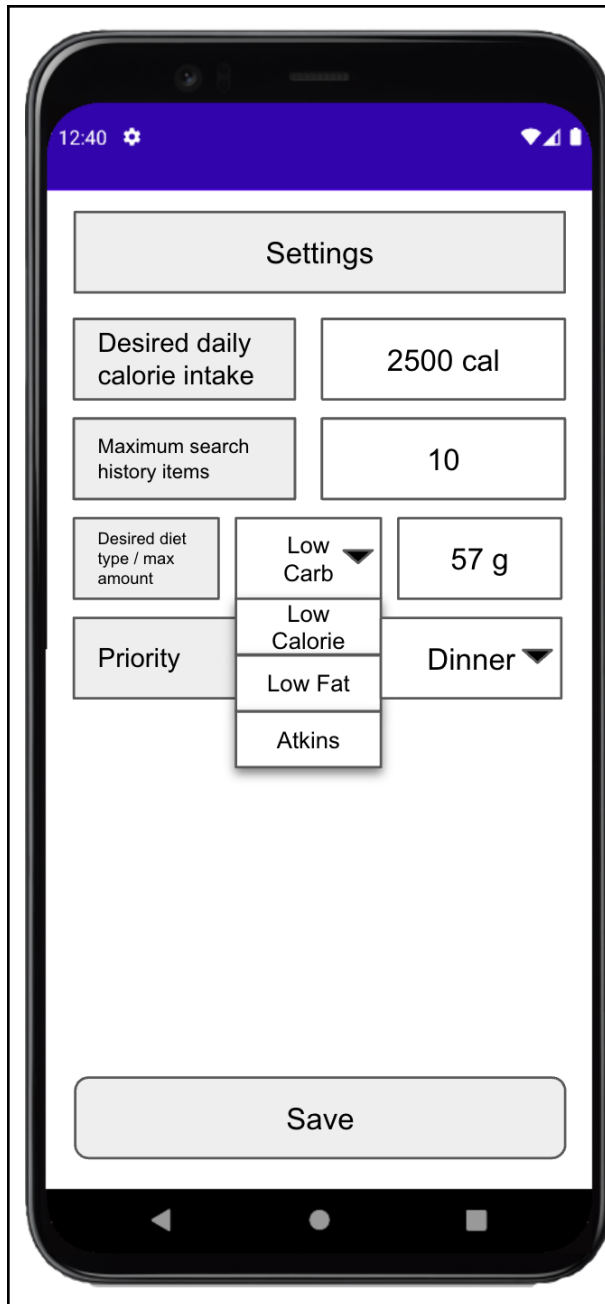 12:40
Settings
Desired daily
calorie intake
2500 cal
Maximum search
history items
10
Desired diet
type / max
amount
Low
Carb
57 g
Low
Calorie
Low Fat
Atkins
Priority
Dinner
Save